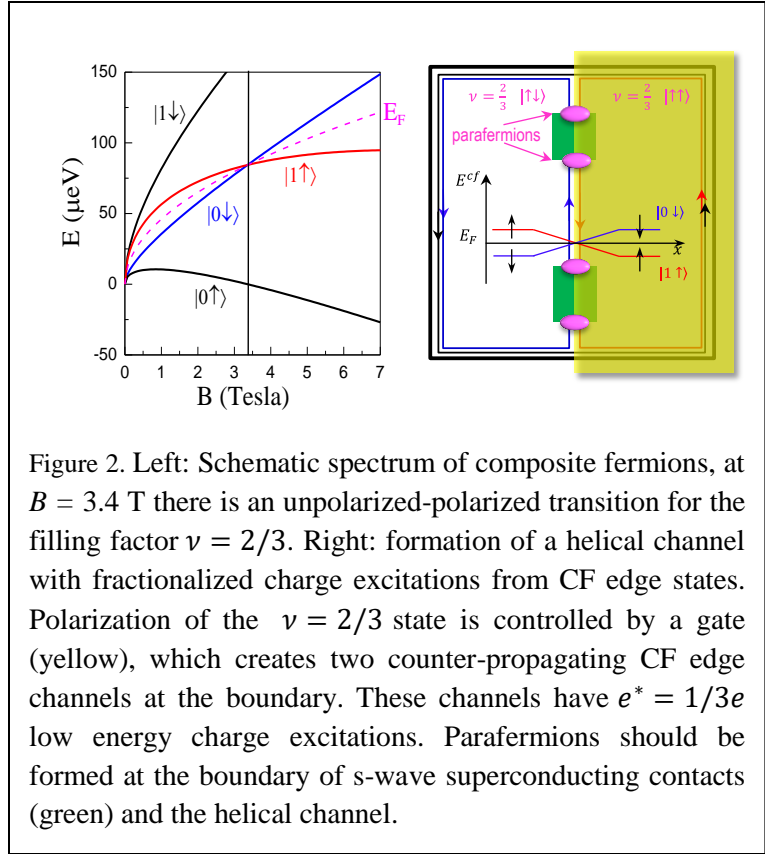 150
100
50
0
-50
E (µeV)
0 1 2 3 4 5 6 7
B (Tesla)
|1↓⟩
E_F
|1↑⟩
|0↓⟩
|0↑⟩
ν = 2/3 |↑↓⟩
ν = 2/3 |↑↑⟩
parafermions
E^cf
|0 ↓⟩
E_F
x
|1 ↑⟩
Figure 2. Left: Schematic spectrum of composite fermions, at
B = 3.4 T there is an unpolarized-polarized transition for the
filling factor ν = 2/3. Right: formation of a helical channel
with fractionalized charge excitations from CF edge states.
Polarization of the ν = 2/3 state is controlled by a gate
(yellow), which creates two counter-propagating CF edge
channels at the boundary. These channels have e* = 1/3e
low energy charge excitations. Parafermions should be
formed at the boundary of s-wave superconducting contacts
(green) and the helical channel.